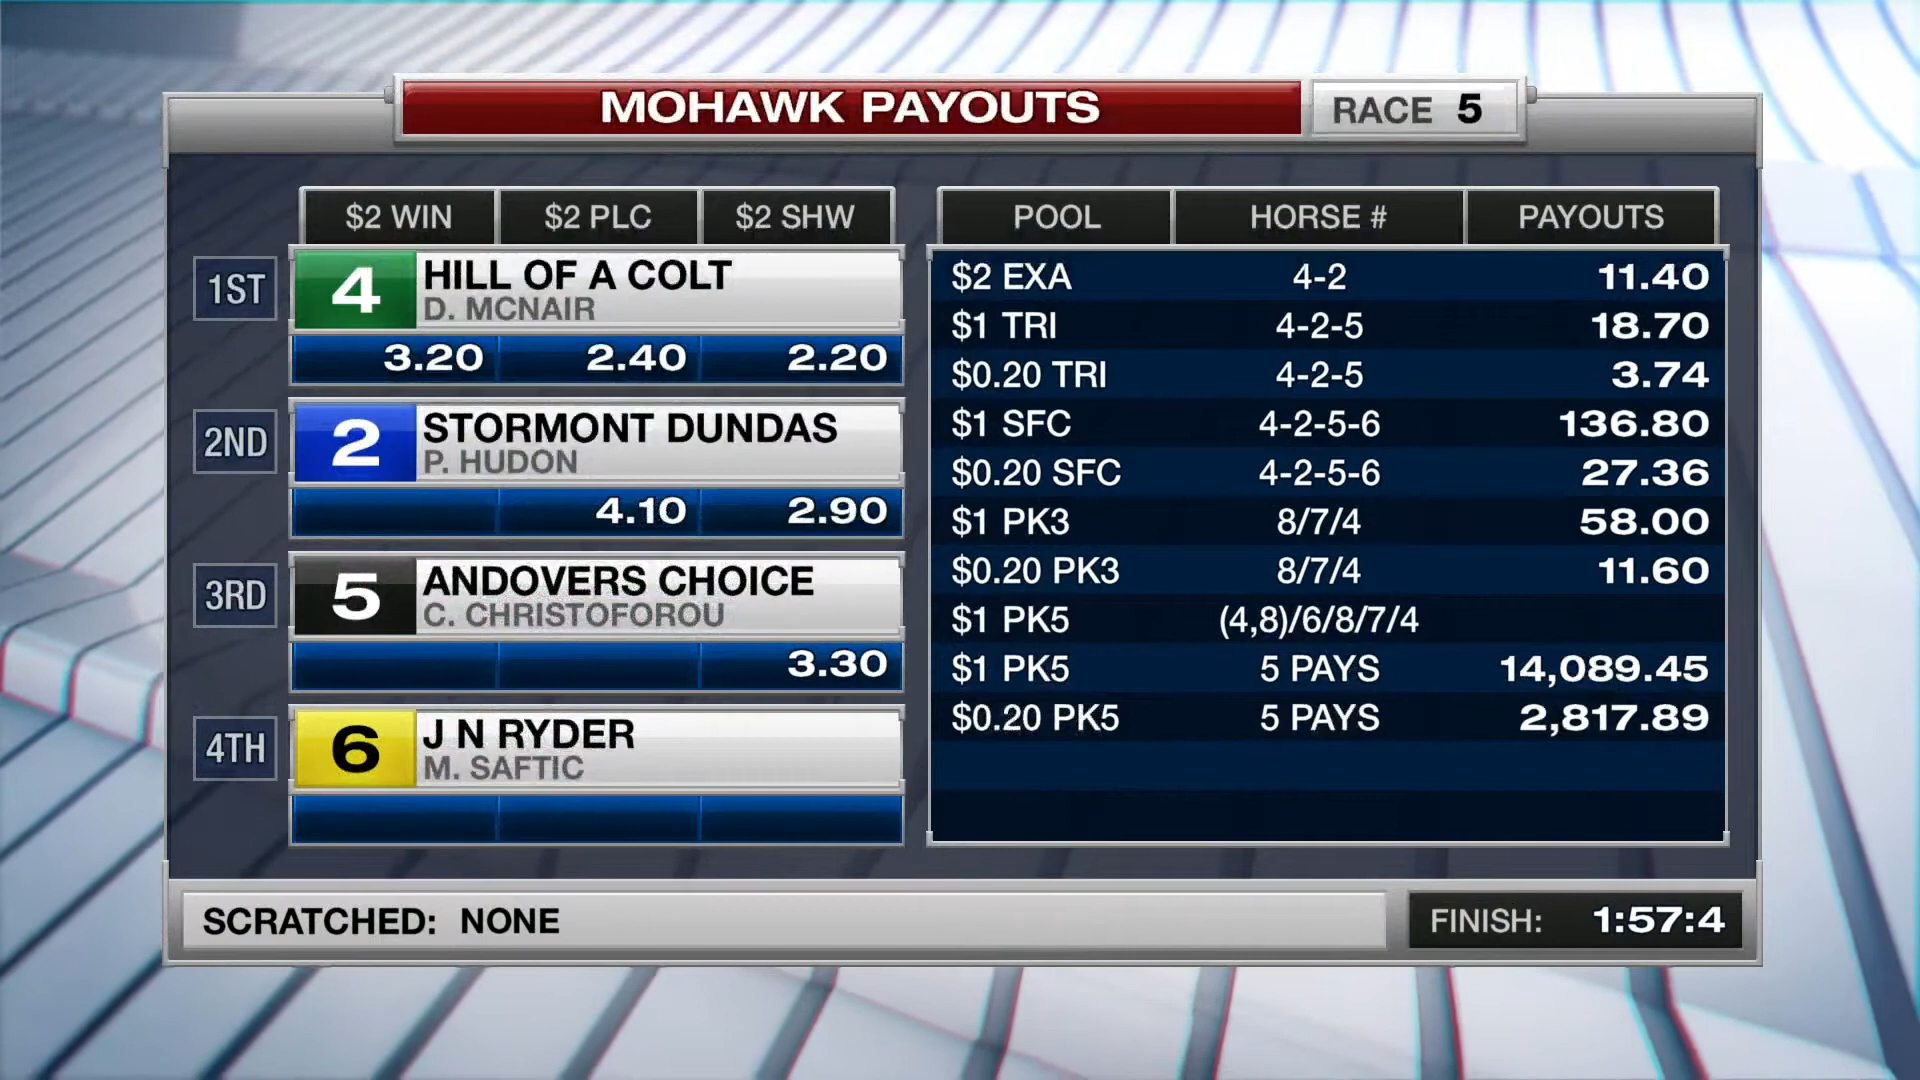 MOHAWK PAYOUTS
RACE 5
$2 WIN $2 PLC $2 SHW
1ST 4 HILL OF A COLT
D. MCNAIR
3.20 2.40 2.20
2ND 2 STORMONT DUNDAS
P. HUDON
4.10 2.90
3RD 5 ANDOVERS CHOICE
C. CHRISTOFOROU
3.30
4TH 6 J N RYDER
M. SAFTIC
POOL HORSE # PAYOUTS
$2 EXA 4-2 11.40
$1 TRI 4-2-5 18.70
$0.20 TRI 4-2-5 3.74
$1 SFC 4-2-5-6 136.80
$0.20 SFC 4-2-5-6 27.36
$1 PK3 8/7/4 58.00
$0.20 PK3 8/7/4 11.60
$1 PK5 (4,8)/6/8/7/4
$1 PK5 5 PAYS 14,089.45
$0.20 PK5 5 PAYS 2,817.89
SCRATCHED: NONE
FINISH: 1:57:4